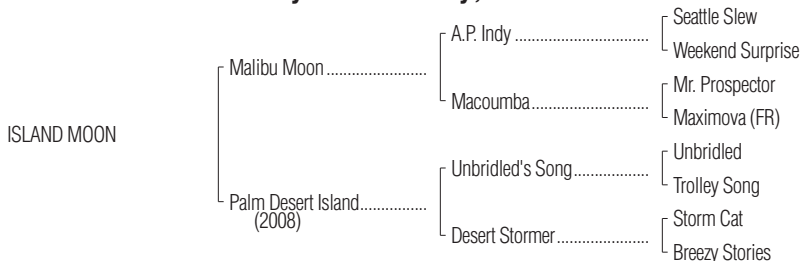 Seattle Slew
A.P. Indy ..................................
Weekend Surprise
Malibu Moon .........................
Mr. Prospector
Macoumba..............................
Maximova (FR)
ISLAND MOON
Unbridled
Unbridled's Song...................
Trolley Song
Palm Desert Island.................
(2008)
Storm Cat
Desert Stormer.......................
Breezy Stories